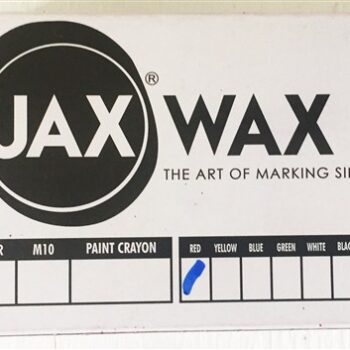 JAX WAX
®
THE ART OF MARKING
M10 PAINT CRAYON RED YELLOW BLUE GREEN WHITE